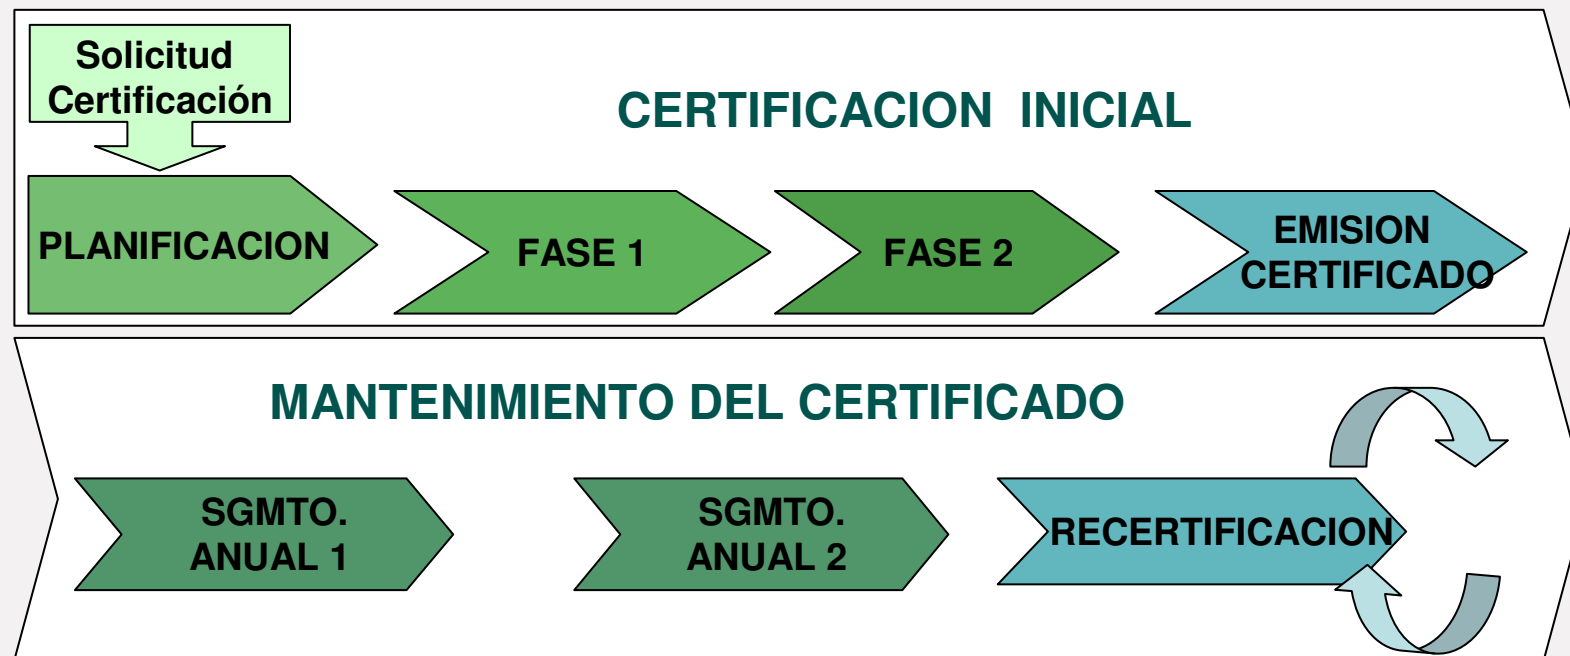 Solicitud
Certificación
CERTIFICACION INICIAL
PLANIFICACION
FASE 1
FASE 2
EMISION
CERTIFICADO
MANTENIMIENTO DEL CERTIFICADO
SGMTO.
ANUAL 1
SGMTO.
ANUAL 2
RECERTIFICACION